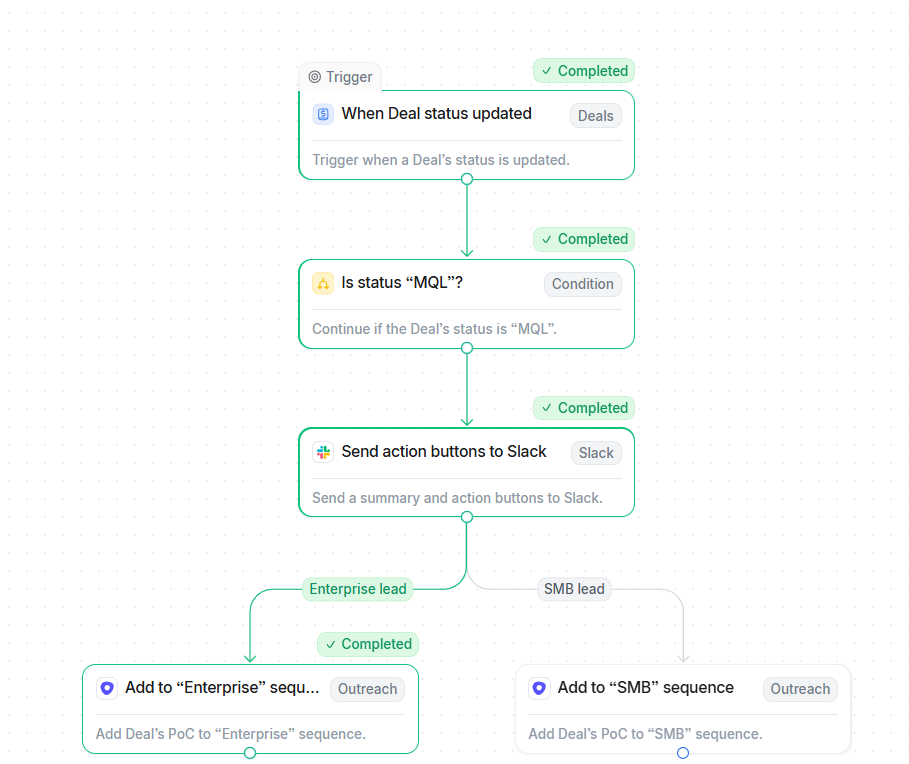 Trigger
Completed
When Deal status updated
Deals
Trigger when a Deal’s status is updated.
Completed
Is status “MQL”?
Condition
Continue if the Deal’s status is “MQL”.
Completed
Send action buttons to Slack
Slack
Send a summary and action buttons to Slack.
Enterprise lead
SMB lead
Completed
Add to “Enterprise” sequ...
Outreach
Add Deal’s PoC to “Enterprise” sequence.
Add to “SMB” sequence
Outreach
Add Deal’s PoC to “SMB” sequence.